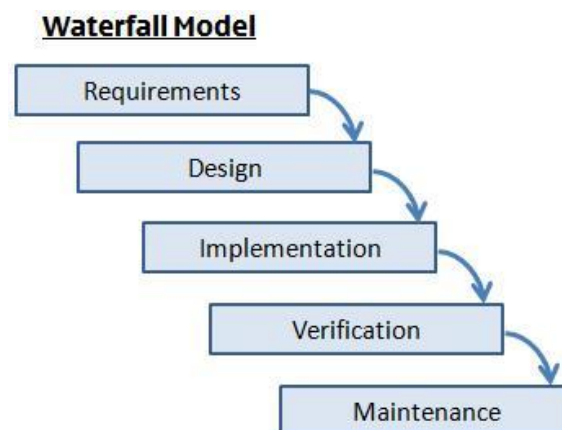 Waterfall Model
Requirements
Design
Implementation
Verification
Maintenance